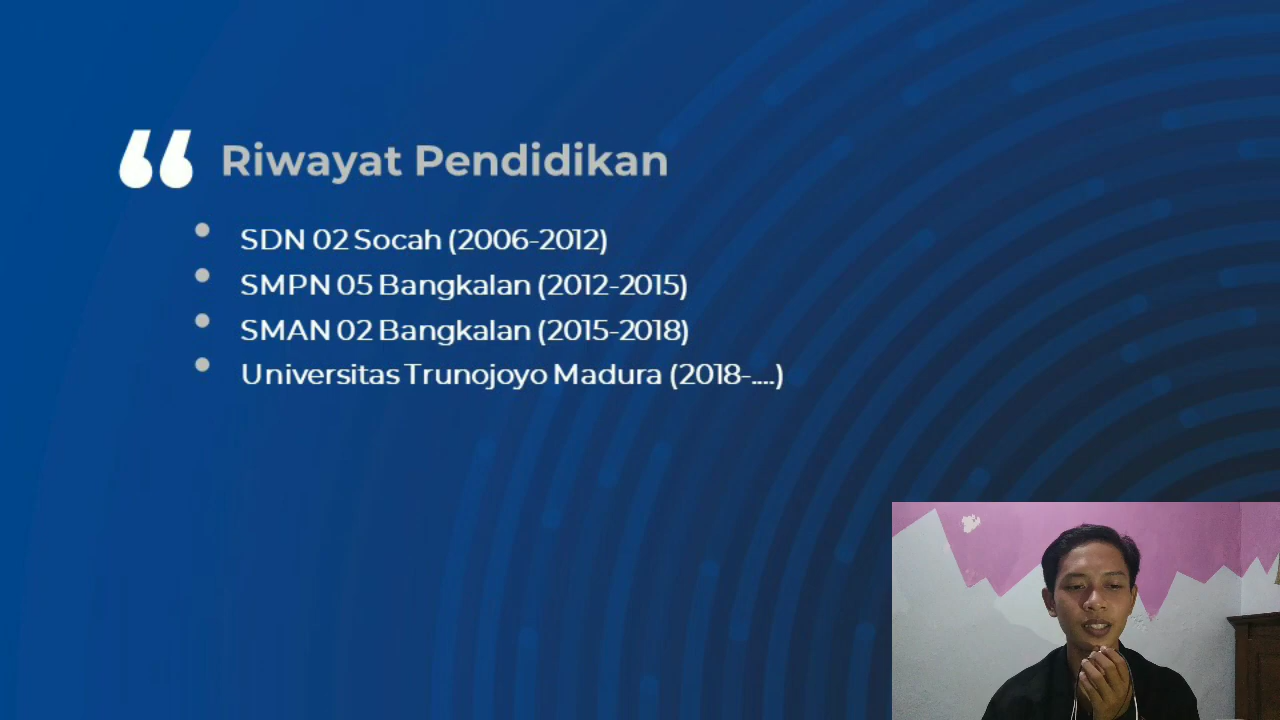 Riwayat Pendidikan
SDN 02 Socah (2006-2012)
SMPN 05 Bangkalan (2012-2015)
SMAN 02 Bangkalan (2015-2018)
Universitas Trunojoyo Madura (2018-....)